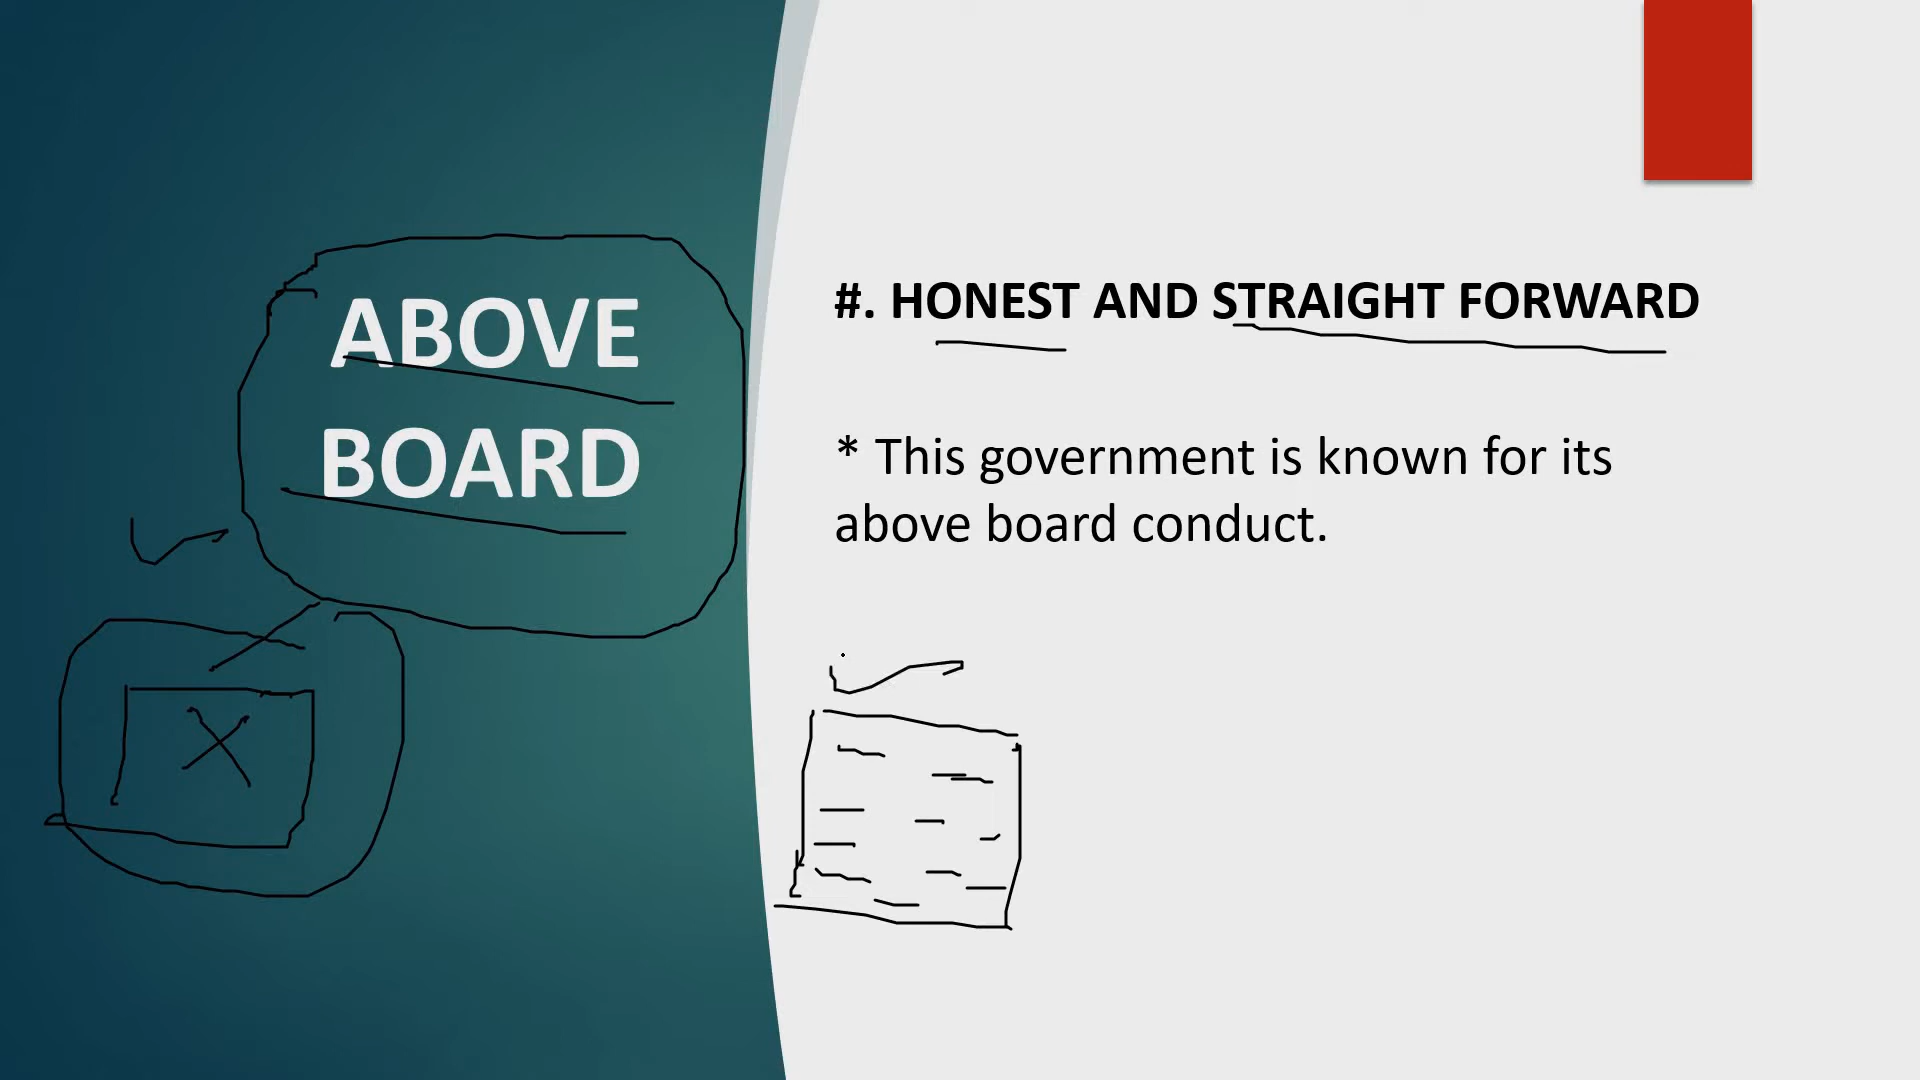 ABOVE
BOARD
#. HONEST AND STRAIGHT FORWARD
* This government is known for its
above board conduct.